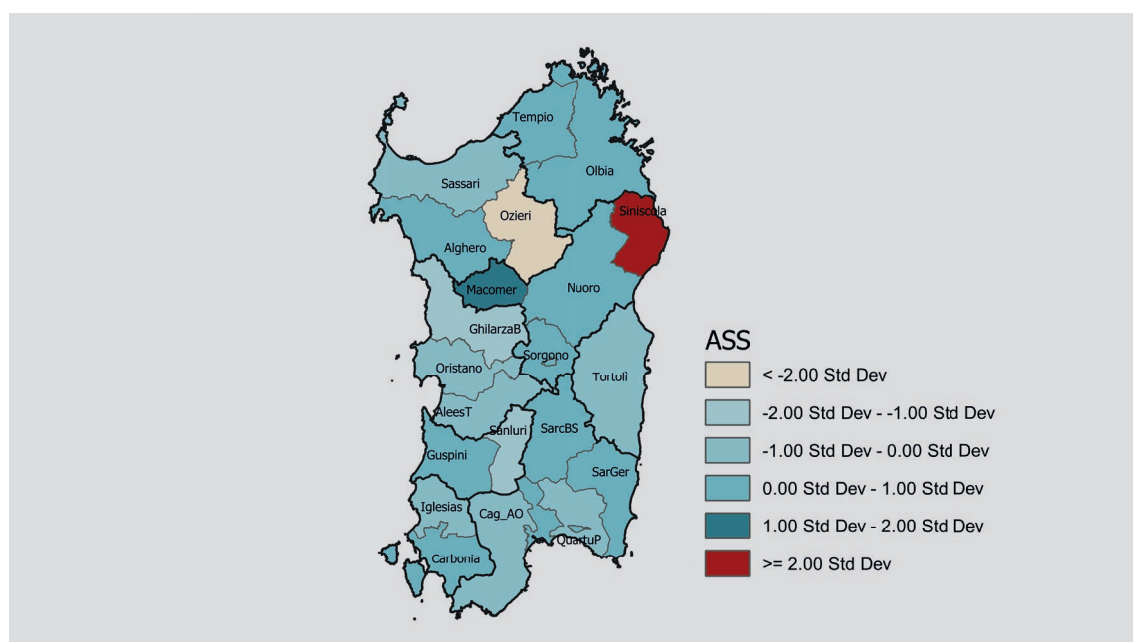 Tempio
Olbia
Sassari
Siniscola
Ozieri
Alghero
Nuoro
Macomer
GhilarzaB
Sorgono
Oristano
Tortolì
AleesT
Sanluri
SarcBS
Guspini
SarGer
Iglesias
Cag_AO
QuartuP
Carbonia
ASS
< -2.00 Std Dev
-2.00 Std Dev - -1.00 Std Dev
-1.00 Std Dev - 0.00 Std Dev
0.00 Std Dev - 1.00 Std Dev
1.00 Std Dev - 2.00 Std Dev
>= 2.00 Std Dev